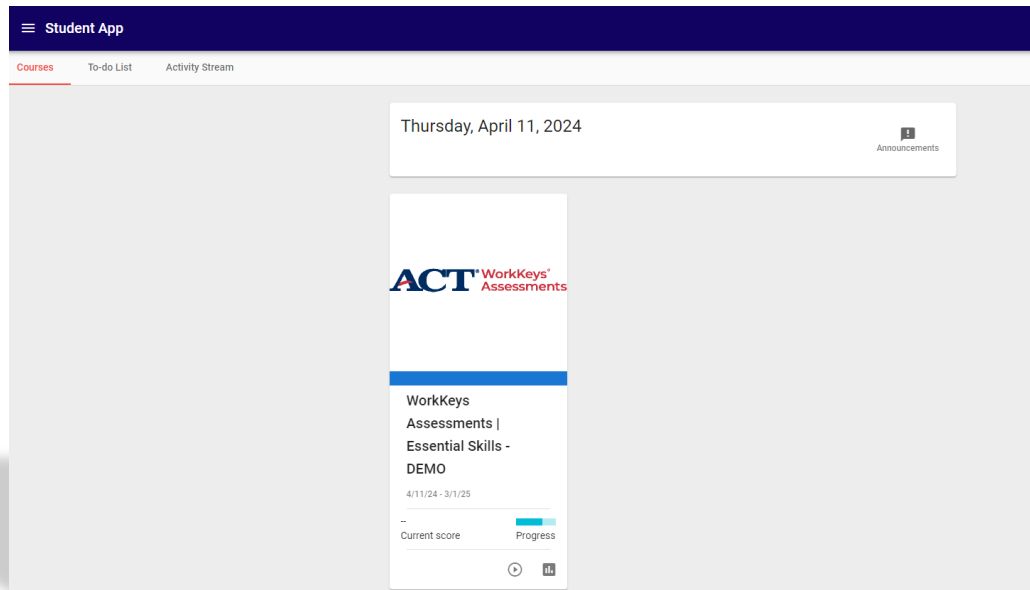 Student App
Courses To-do List Activity Stream
Thursday, April 11, 2024
Announcements
ACT® WorkKeys®
Assessments
WorkKeys
Assessments |
Essential Skills -
DEMO
4/11/24 - 3/1/25
--
Current score Progress